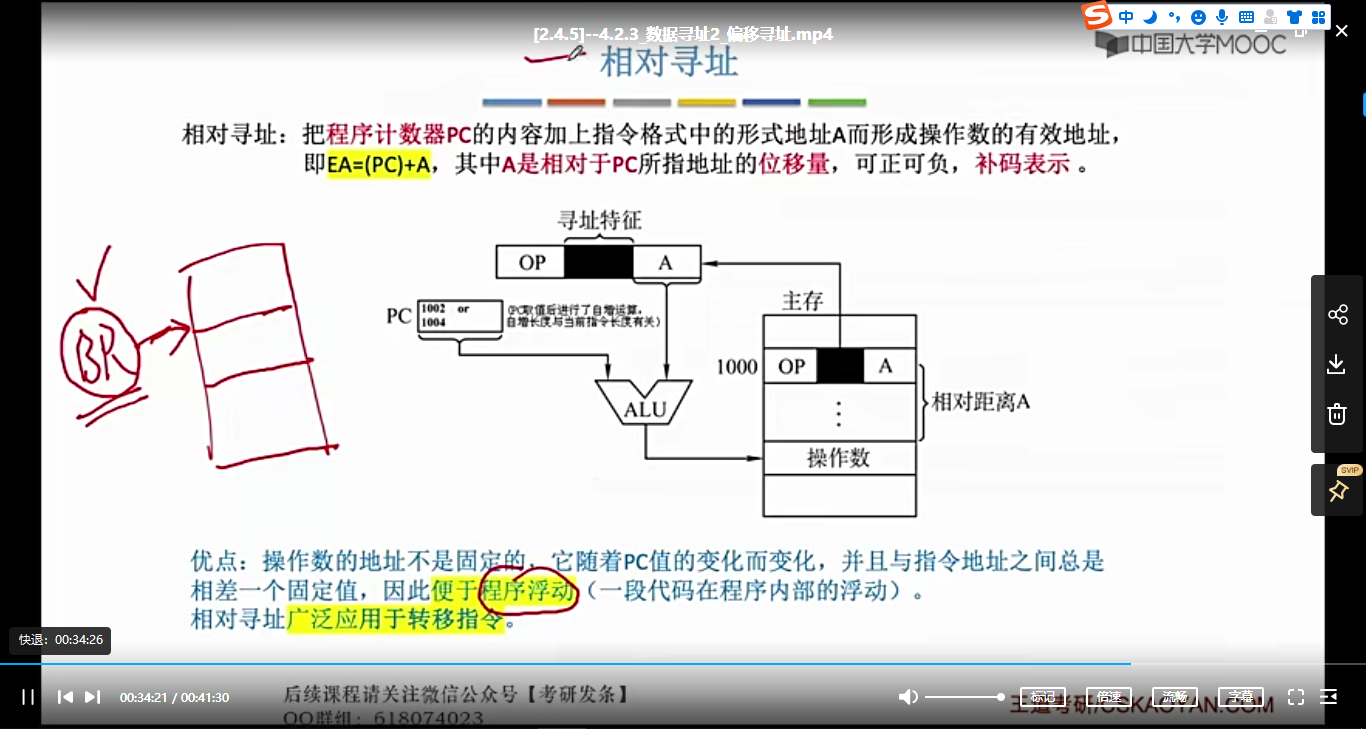 [2.4.5]--4.2.3_数据寻址2_偏移寻址.mp4
中
中国大学MOOC
相对寻址
相对寻址：把程序计数器PC的内容加上指令格式中的形式地址A而形成操作数的有效地址，
即EA=(PC)+A，其中A是相对于PC所指地址的位移量，可正可负，补码表示 。
寻址特征
OP
A
PC
1002 or
1004
(PC取值后进行了自增运算，
自增长度与当前指令长度有关)
BR
主存
1000
OP
A
ALU
⋮
相对距离A
操作数
SVIP
优点：操作数的地址不是固定的，它随着PC值的变化而变化，并且与指令地址之间总是
相差一个固定值，因此便于程序浮动（一段代码在程序内部的浮动）。
相对寻址广泛应用于转移指令。
快退：00:34:26
00:34:21 / 00:41:30
后续课程请关注微信公众号【考研发条】
QQ群组：618074023
标记
倍速
流畅
字幕
王道考研/CSKAOYAN.COM